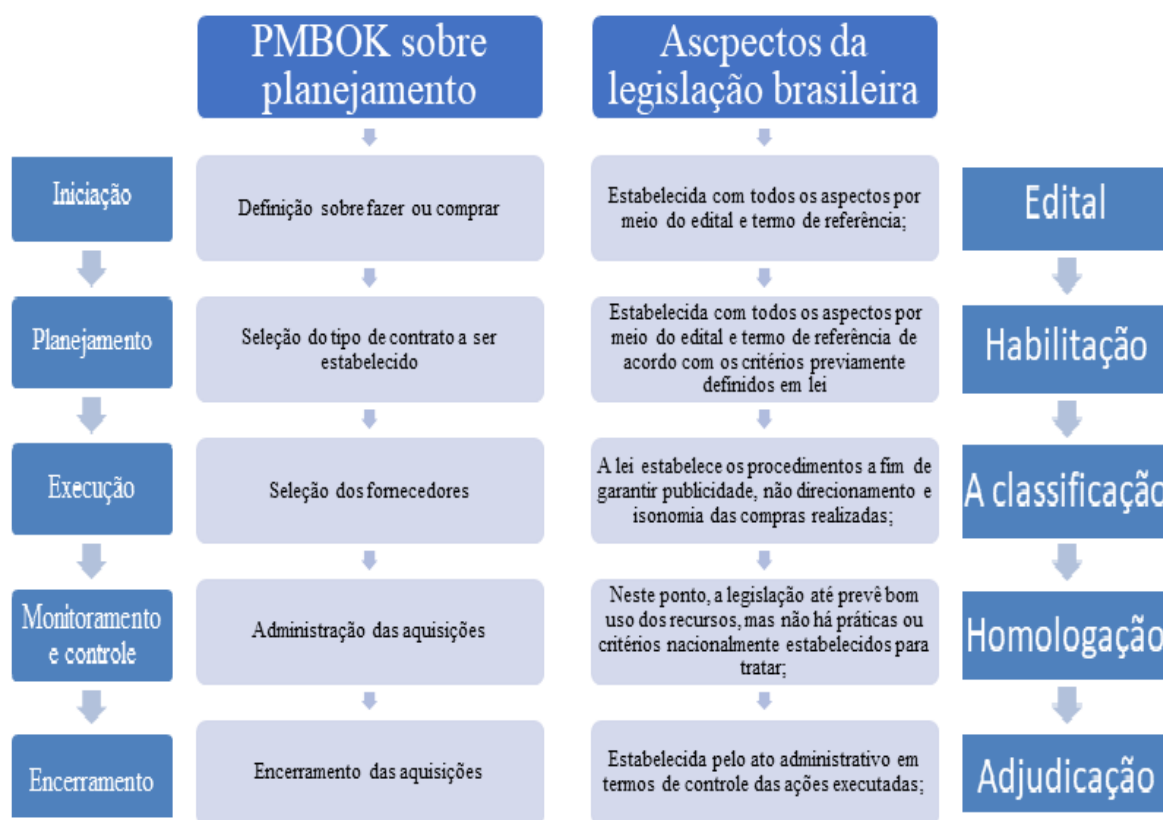 PMBOK sobre
planejamento
Ascpectos da
legislação brasileira
Iniciação
Definição sobre fazer ou comprar
Estabelecida com todos os aspectos por
meio do edital e termo de referência;
Edital
Planejamento
Seleção do tipo de contrato a ser
estabelecido
Estabelecida com todos os aspectos por
meio do edital e termo de referência de
acordo com os critérios previamente
definidos em lei
Habilitação
Execução
Seleção dos fornecedores
A lei estabelece os procedimentos a fim de
garantir publicidade, não direcionamento e
isonomia das compras realizadas;
A classificação
Monitoramento
e controle
Administração das aquisições
Neste ponto, a legislação até prevê bom
uso dos recursos, mas não há práticas ou
critérios nacionalmente estabelecidos para
tratar;
Homologação
Encerramento
Encerramento das aquisições
Estabelecida pelo ato administrativo em
termos de controle das ações executadas;
Adjudicação